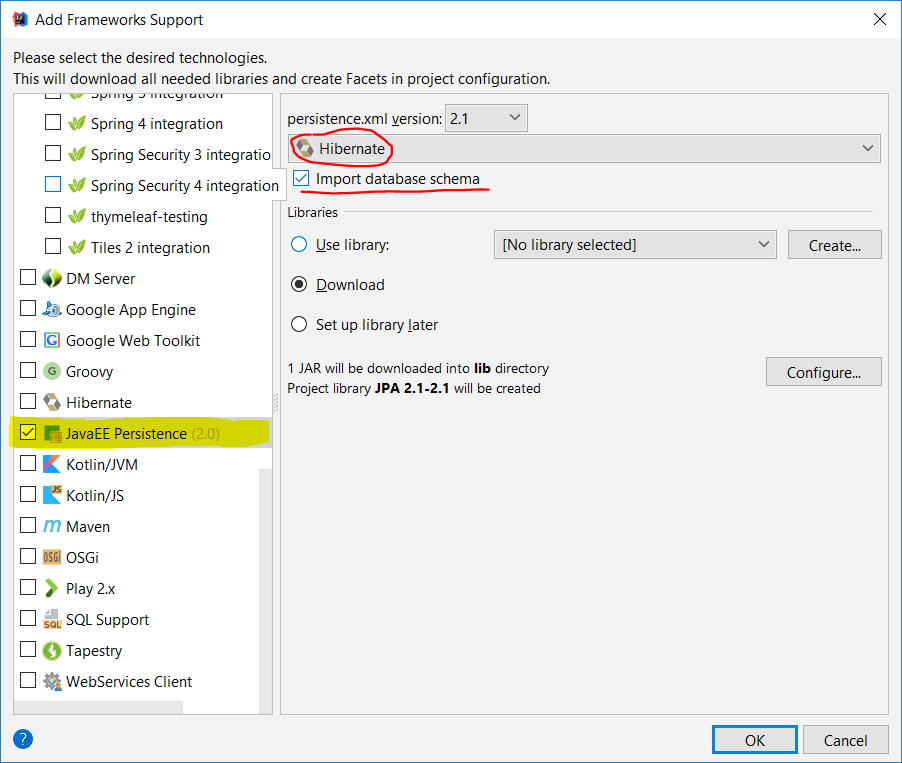 Add Frameworks Support
Please select the desired technologies.
This will download all needed libraries and create Facets in project configuration.
Spring 3 integration
Spring 4 integration
Spring Security 3 integratio
Spring Security 4 integration
thymeleaf-testing
Tiles 2 integration
DM Server
Google App Engine
Google Web Toolkit
Groovy
Hibernate
JavaEE Persistence (2.0)
Kotlin/JVM
Kotlin/JS
Maven
OSGi
Play 2.x
SQL Support
Tapestry
WebServices Client
persistence.xml version: 2.1
Hibernate
Import database schema
Libraries
Use library: [No library selected] Create...
Download
Set up library later
1 JAR will be downloaded into lib directory
Project library JPA 2.1-2.1 will be created
Configure...
? OK Cancel